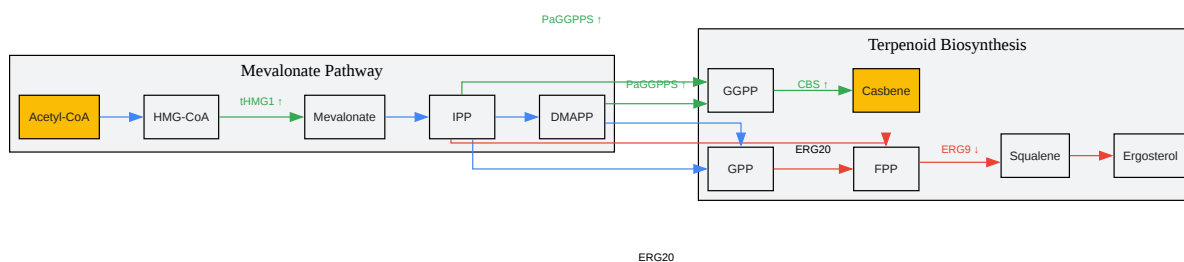 PaGGPPS ↑
Terpenoid Biosynthesis
Mevalonate Pathway
PaGGPPS ↑
GGPP
CBS ↑
Casbene
Acetyl-CoA
HMG-CoA
tHMG1 ↑
Mevalonate
IPP
DMAPP
GPP
ERG20
FPP
ERG9 ↓
Squalene
Ergosterol
ERG20